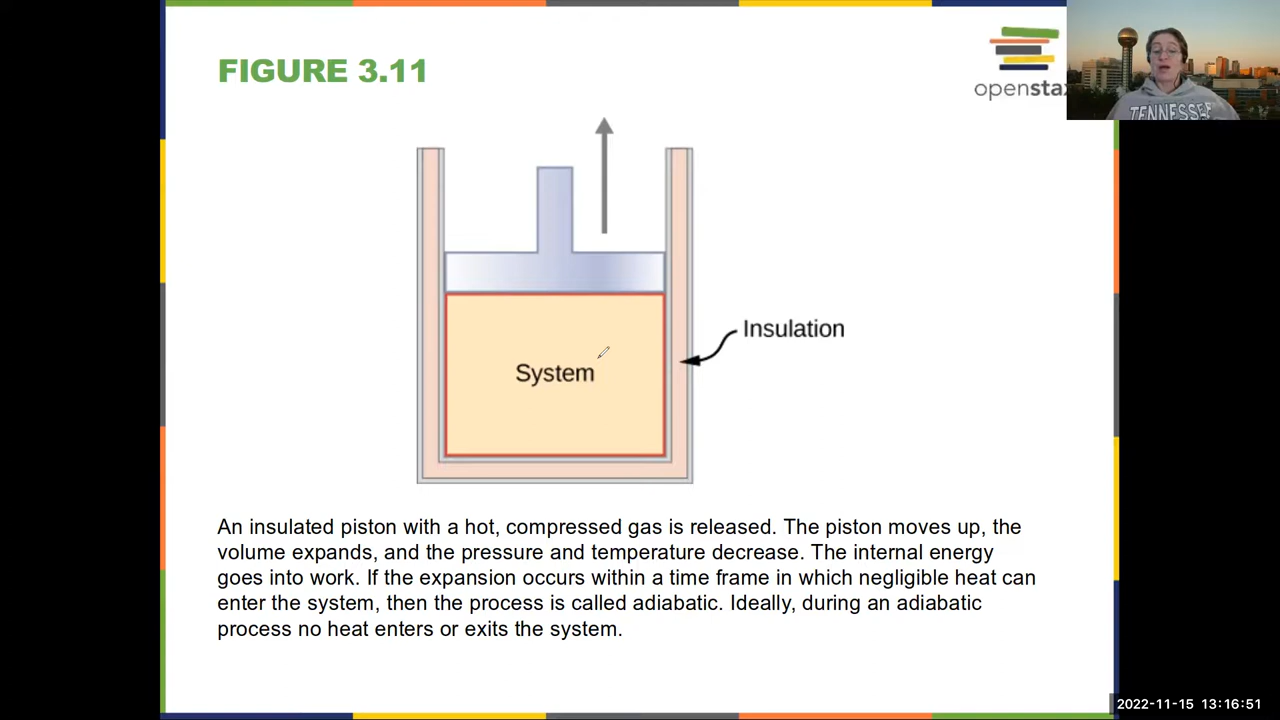 FIGURE 3.11
openstax
TENNESSEE
System
Insulation
An insulated piston with a hot, compressed gas is released. The piston moves up, the
volume expands, and the pressure and temperature decrease. The internal energy
goes into work. If the expansion occurs within a time frame in which negligible heat can
enter the system, then the process is called adiabatic. Ideally, during an adiabatic
process no heat enters or exits the system.
2022-11-15 13:16:51